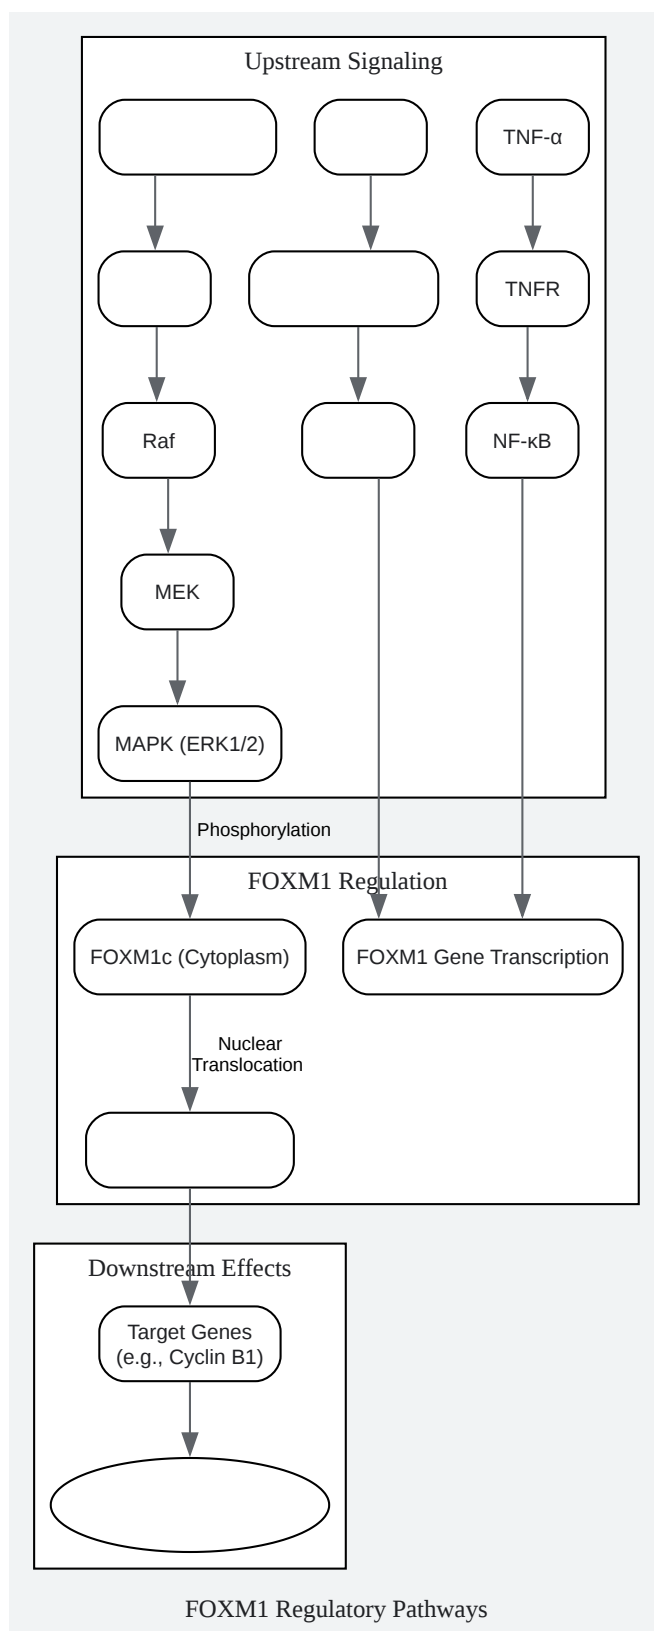 Upstream Signaling
TNF-α
TNFR
Raf
NF-κB
MEK
MAPK (ERK1/2)
Phosphorylation
FOXM1 Regulation
FOXM1c (Cytoplasm)
FOXM1 Gene Transcription
Nuclear
Translocation
Downstream Effects
Target Genes
(e.g., Cyclin B1)
FOXM1 Regulatory Pathways